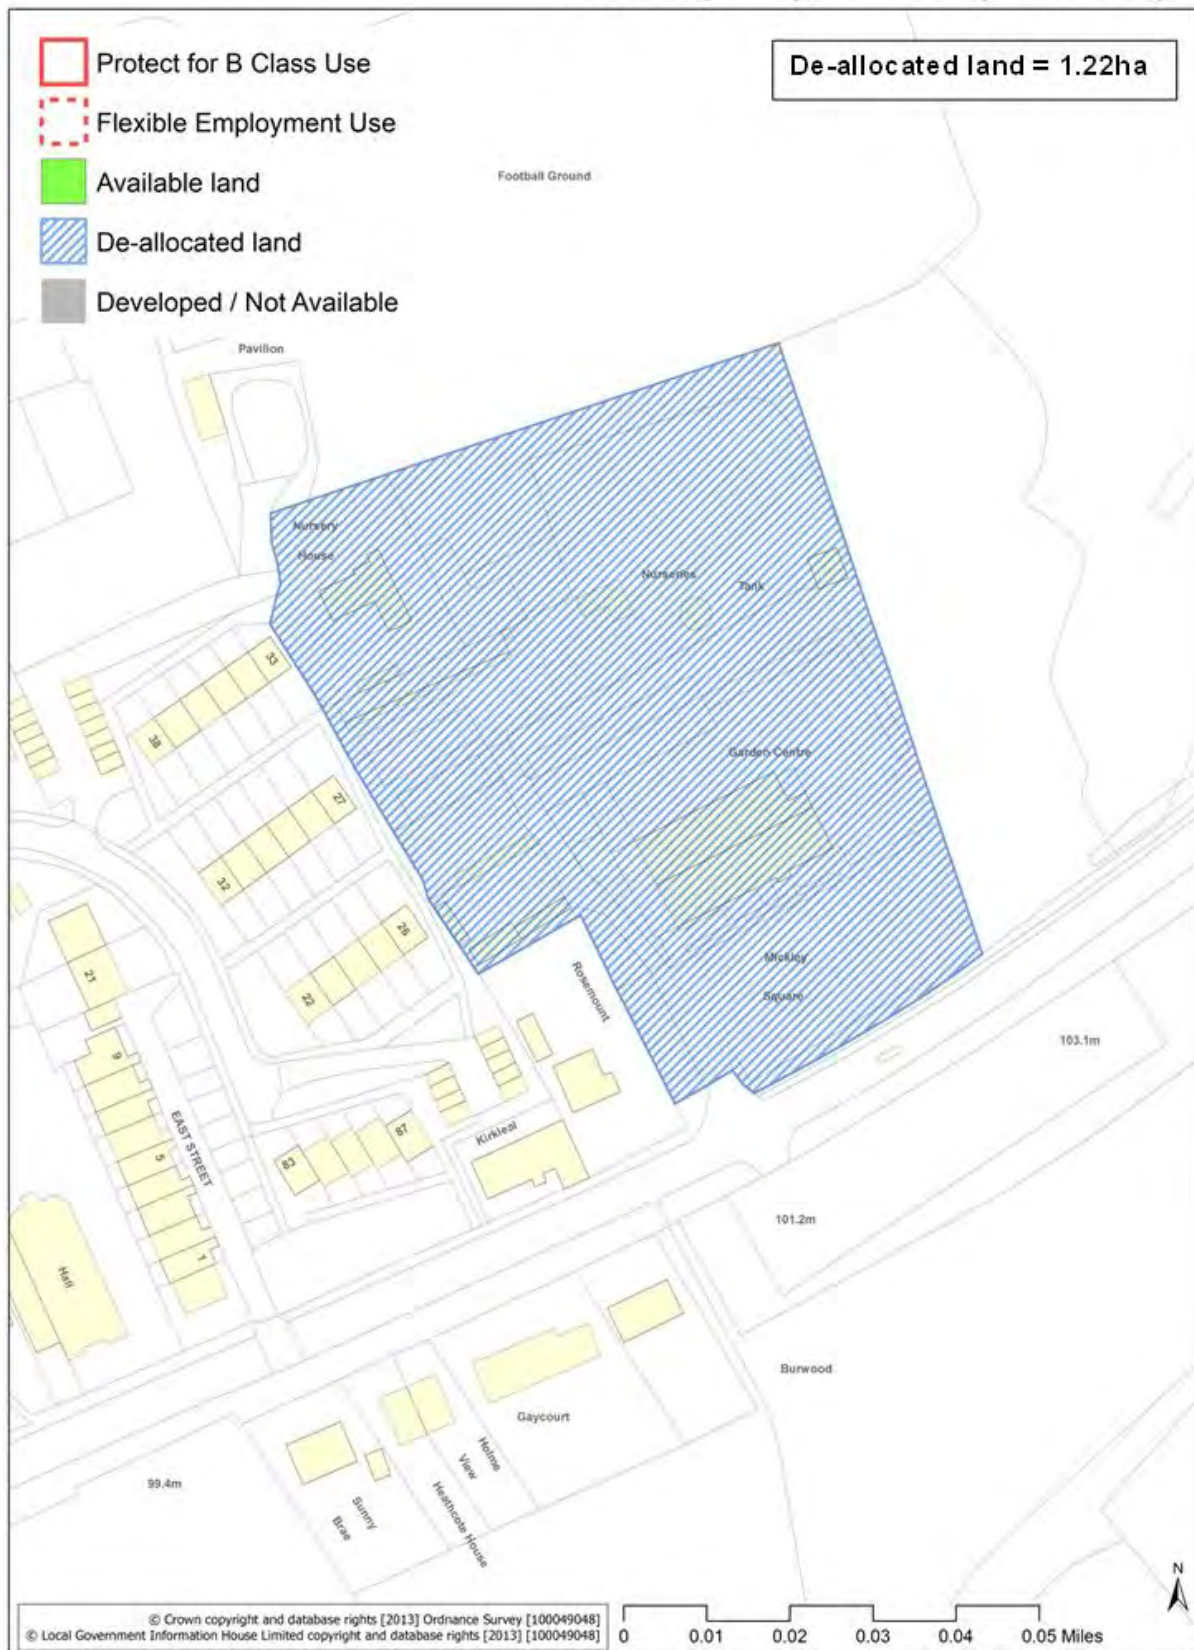 Protect for B Class Use
Flexible Employment Use
Available land
De-allocated land
Developed / Not Available
De-allocated land = 1.22ha
Football Ground
Pavilion
Nursery
House
Nurseries
Tank
33
38
Garden Centre
27
32
26
22
Rosemount
Mickley
Square
103.1m
21
9
EAST STREET
5
1
87
83
Kirkleal
101.2m
Hall
Burwood
Gaycourt
Holme
View
Heathcote House
Sunny
Brae
99.4m
N
© Crown copyright and database rights [2013] Ordnance Survey [100049048]
© Local Government Information House Limited copyright and database rights [2013] [100049048]
0 0.01 0.02 0.03 0.04 0.05 Miles